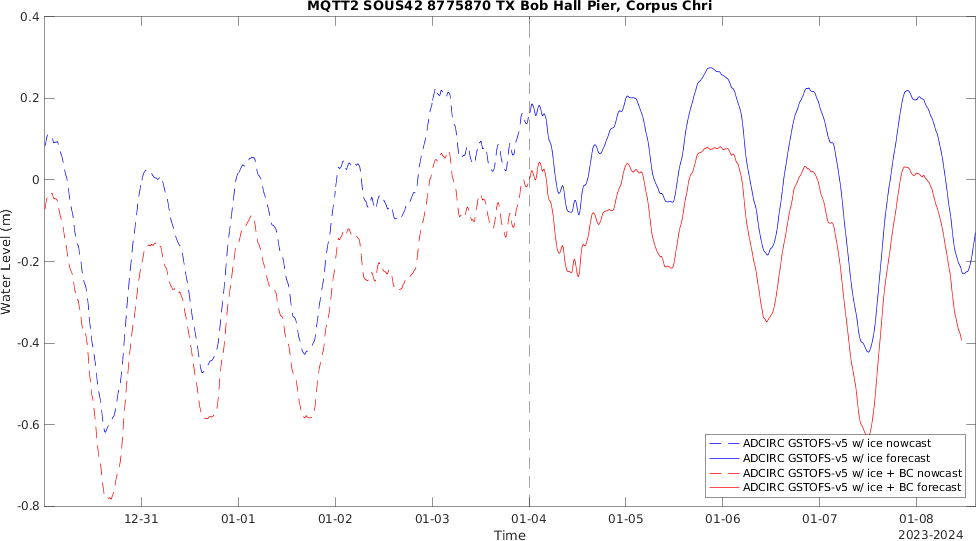 MQTT2 SOUS42 8775870 TX Bob Hall Pier, Corpus Chri
0.4
0.2
0
-0.2
-0.4
-0.6
-0.8
Water Level (m)
ADCIRC GSTOFS-v5 w/ ice nowcast
ADCIRC GSTOFS-v5 w/ ice forecast
ADCIRC GSTOFS-v5 w/ ice + BC nowcast
ADCIRC GSTOFS-v5 w/ ice + BC forecast
12-31 01-01 01-02 01-03 01-04 01-05 01-06 01-07 01-08
Time
2023-2024